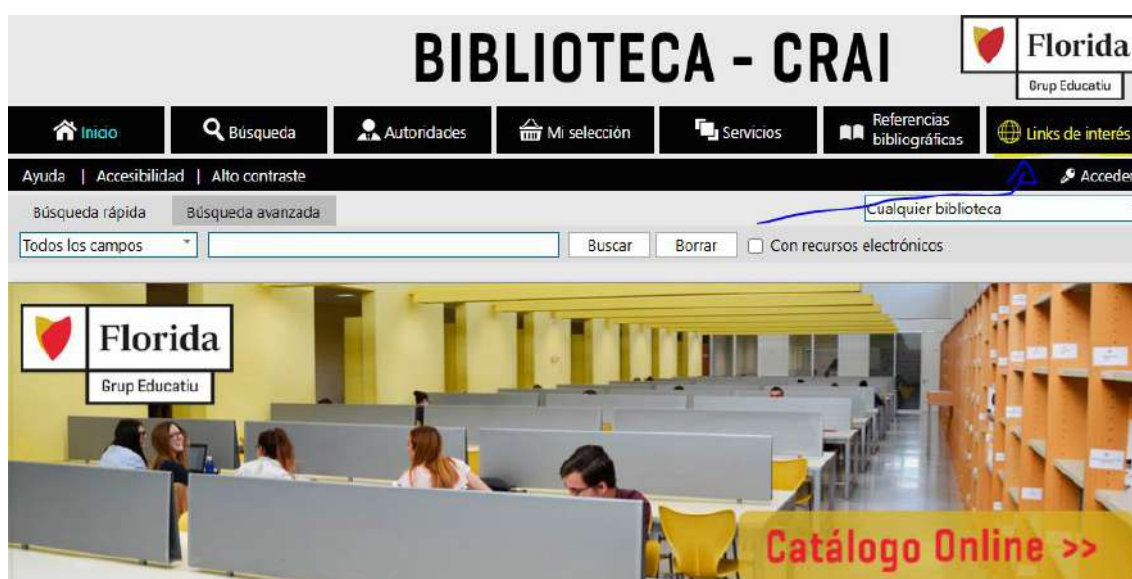 BIBLIOTECA - CRAI
Florida
Grup Educatiu
Inicio
Búsqueda
Autoridades
Mi selección
Servicios
Referencias
bibliográficas
Links de interés
Ayuda | Accesibilidad | Alto contraste
Acceder
Búsqueda rápida
Búsqueda avanzada
Cualquier biblioteca
Todos los campos
Buscar
Borrar
Con recursos electrónicos
Florida
Grup Educatiu
Catálogo Online >>